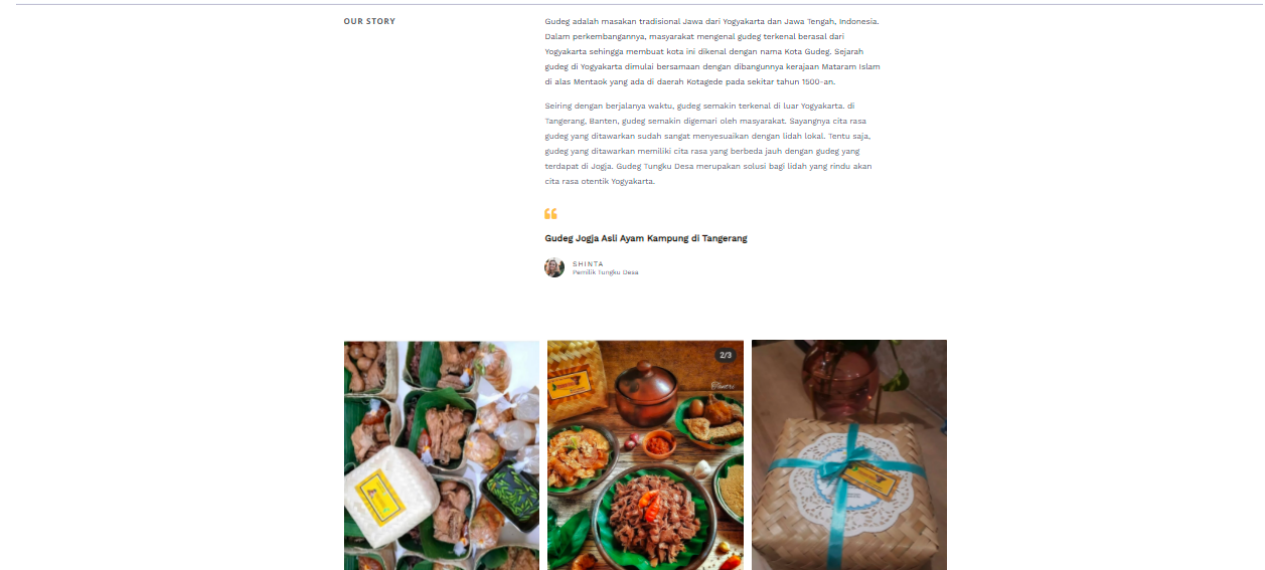 OUR STORY
Gudeg adalah masakan tradisional Jawa dari Yogyakarta dan Jawa Tengah, Indonesia.
Dalam perkembangannya, masyarakat mengenal gudeg terkenal berasal dari
Yogyakarta sehingga membuat kota ini dikenal dengan nama Kota Gudeg. Sejarah
gudeg di Yogyakarta dimulai bersamaan dengan dibangunnya kerajaan Mataram Islam
di alas Mentaok yang ada di daerah Kotagede pada sekitar tahun 1500-an.
Seiring dengan berjalanya waktu, gudeg semakin terkenal di luar Yogyakarta. di
Tangerang, Banten, gudeg semakin digemari oleh masyarakat. Sayangnya cita rasa
gudeg yang ditawarkan sudah sangat menyesuaikan dengan lidah lokal. Tentu saja,
gudeg yang ditawarkan memiliki cita rasa yang berbeda jauh dengan gudeg yang
terdapat di Jogja. Gudeg Tungku Desa merupakan solusi bagi lidah yang rindu akan
cita rasa otentik Yogyakarta.
“
Gudeg Jogja Asli Ayam Kampung di Tangerang
SHINTA
Pemilik Tungku Desa
2/3